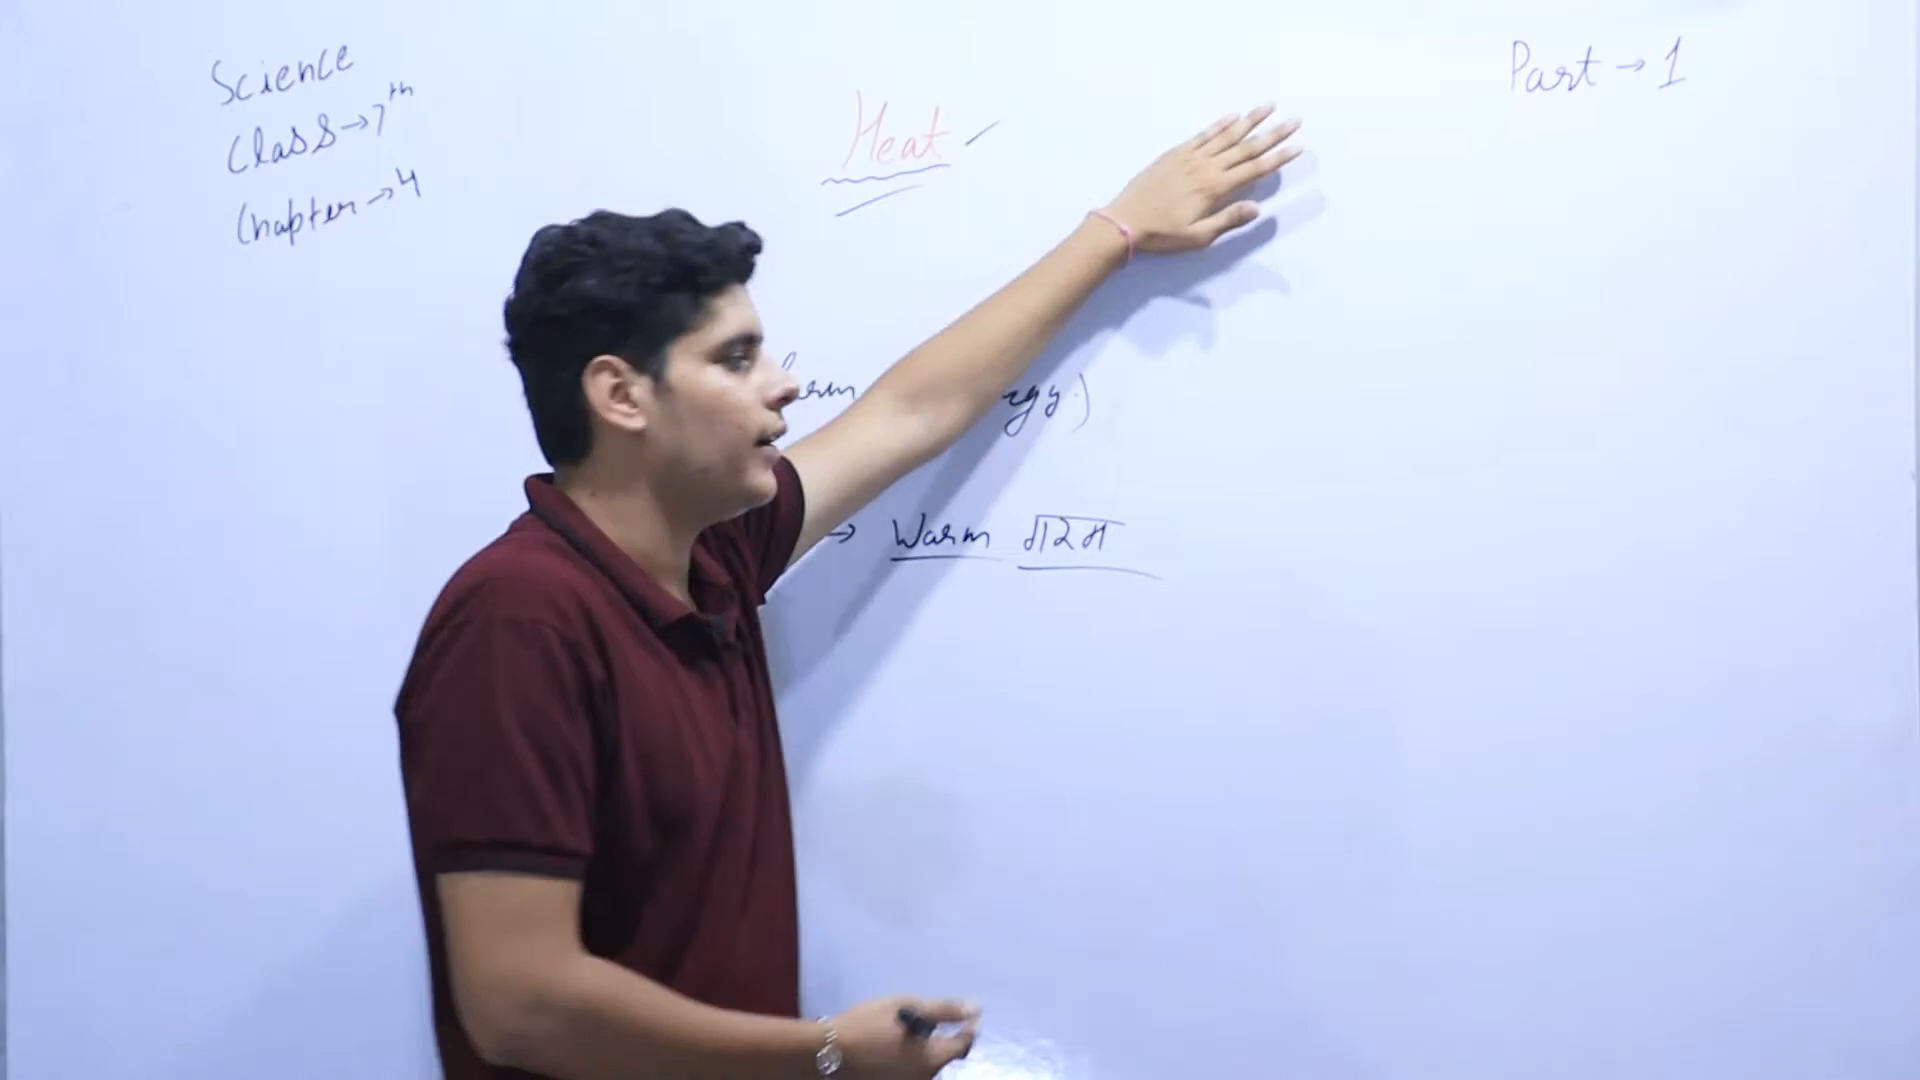 Science
Class→7th
Chapter→4
Heat
Part→1
→ Warm गरम